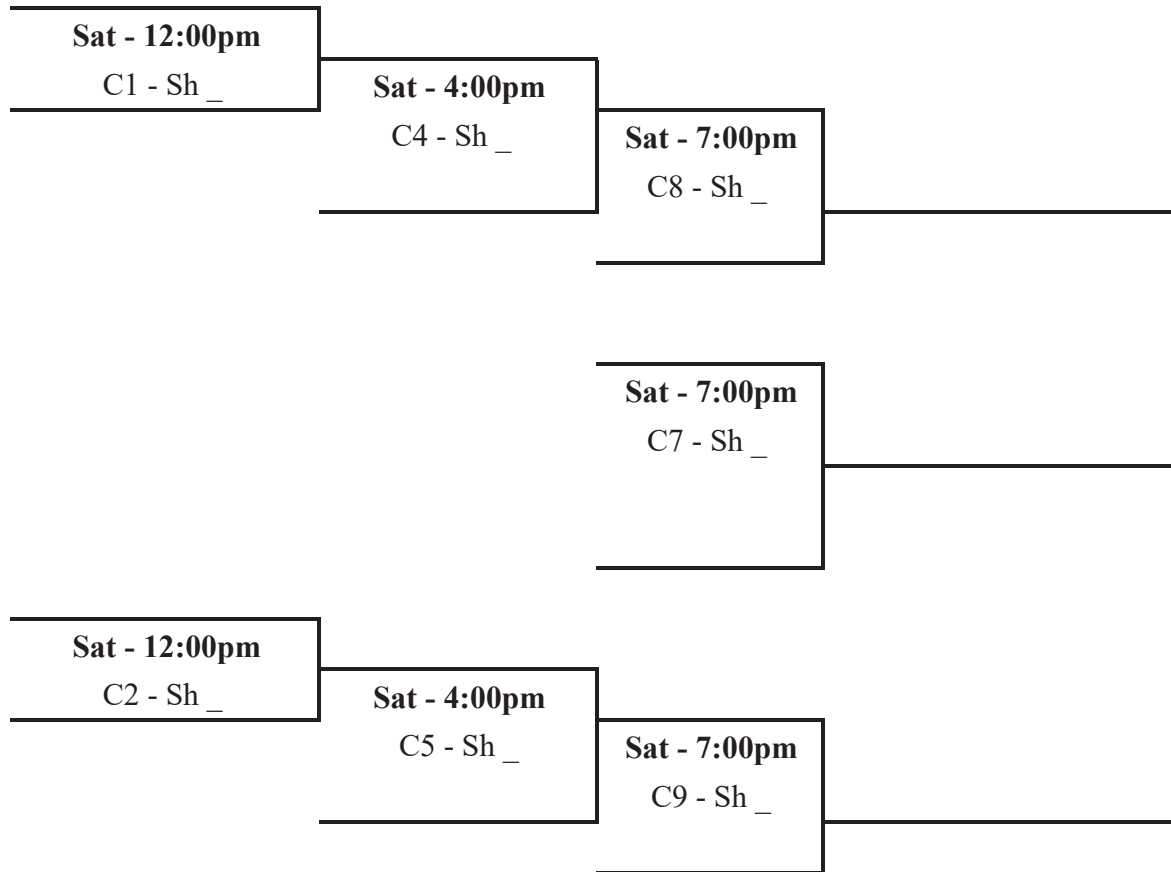 Sat - 12:00pm
C1 - Sh _
Sat - 4:00pm
C4 - Sh _
Sat - 7:00pm
C8 - Sh _
Sat - 7:00pm
C7 - Sh _
Sat - 12:00pm
C2 - Sh _
Sat - 4:00pm
C5 - Sh _
Sat - 7:00pm
C9 - Sh _